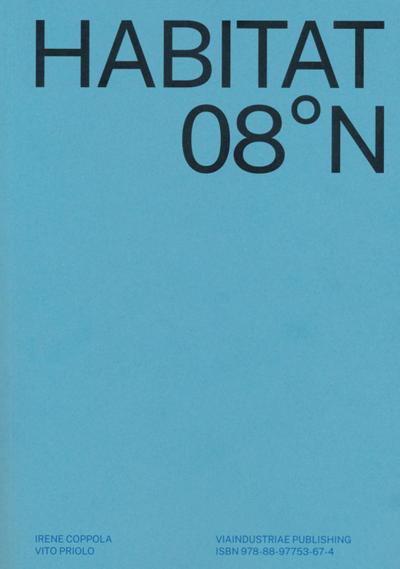 HABITAT
08°N
IRENE COPPOLA
VITO PRIOLO
VIAINDUSTRIAE PUBLISHING
ISBN 978-88-97753-67-4